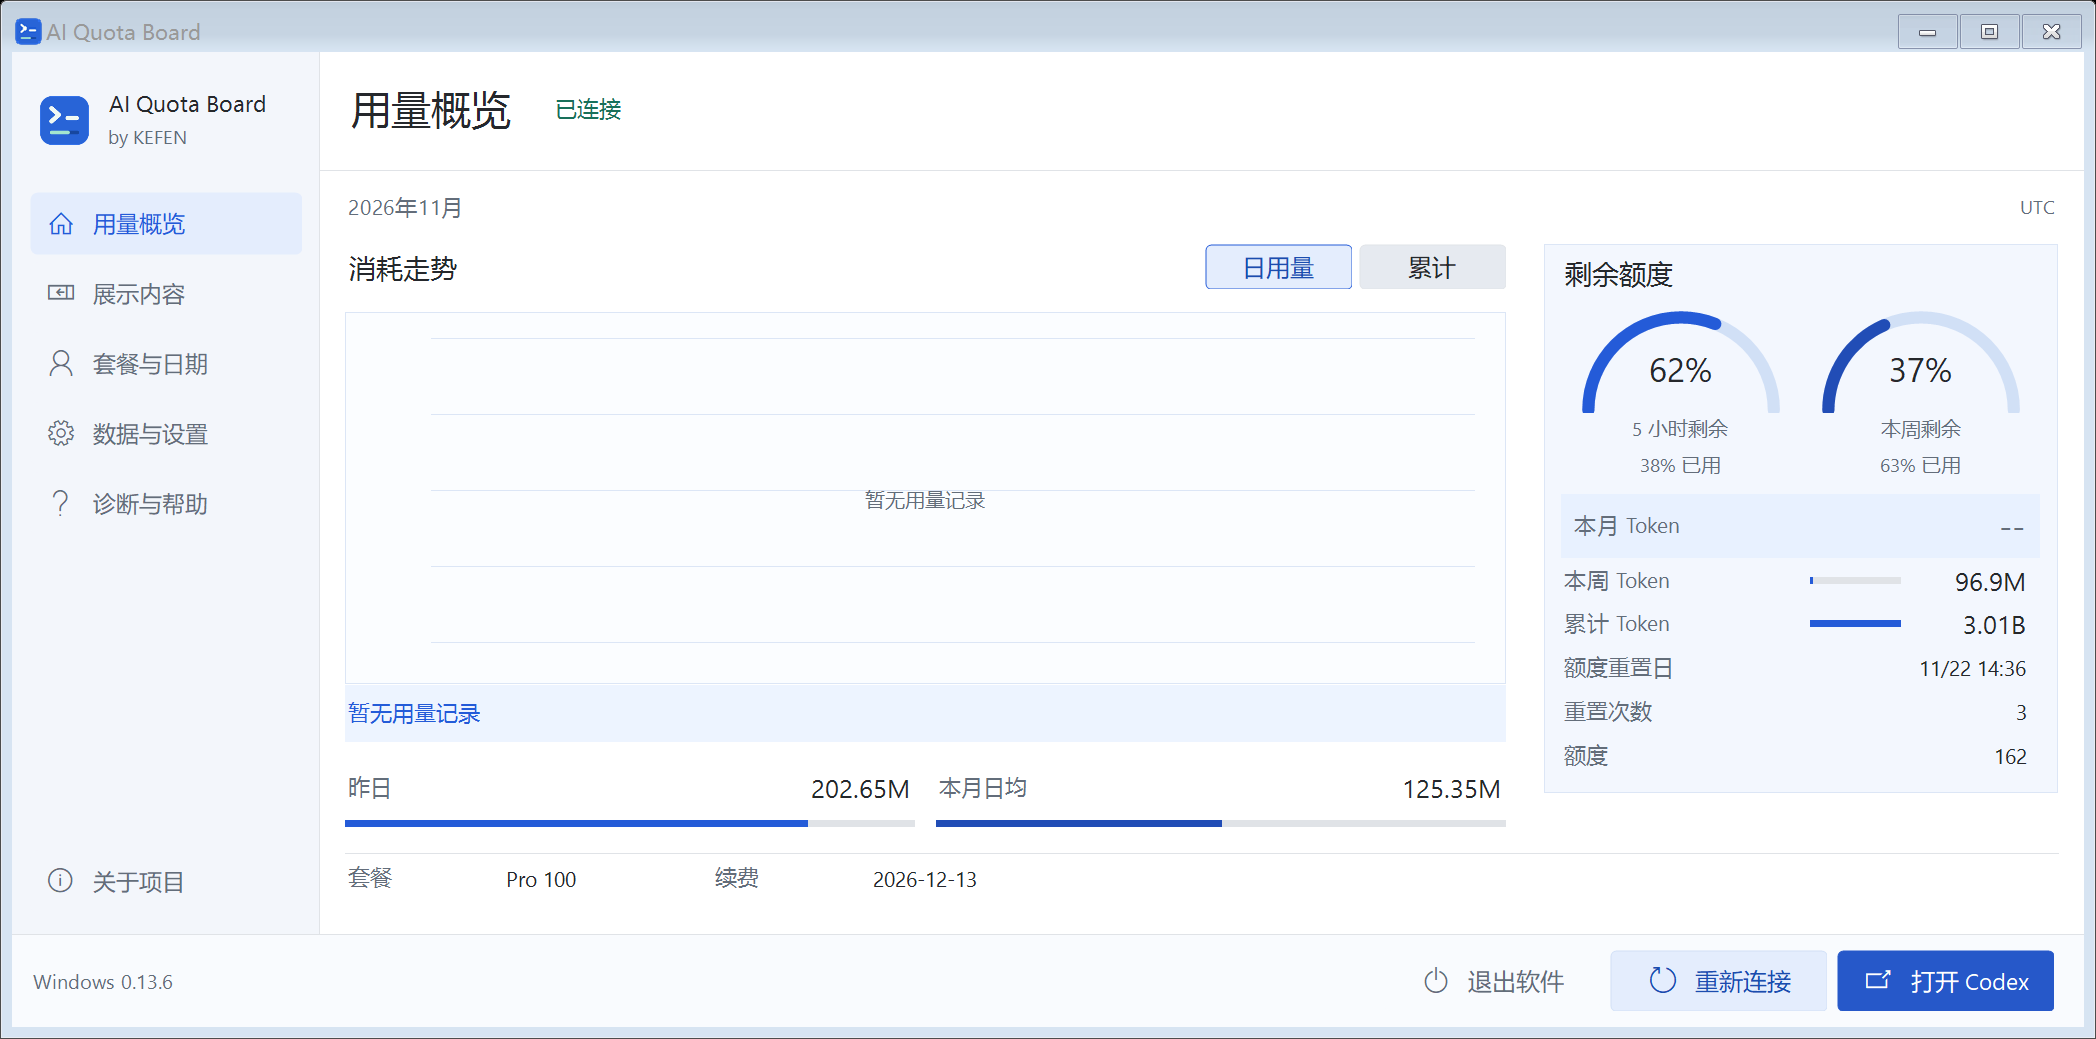 AI Quota Board
AI Quota Board
by KEFEN
用量概览
展示内容
套餐与日期
数据与设置
诊断与帮助
关于项目
用量概览 已连接
2026年11月 UTC
消耗走势 日用量 累计
暂无用量记录
暂无用量记录
昨日 202.65M 本月日均 125.35M
套餐 Pro 100 续费 2026-12-13
剩余额度
62% 37%
5 小时剩余 本周剩余
38% 已用 63% 已用
本月 Token --
本周 Token 96.9M
累计 Token 3.01B
额度重置日 11/22 14:36
重置次数 3
额度 162
Windows 0.13.6 退出软件 重新连接 打开 Codex